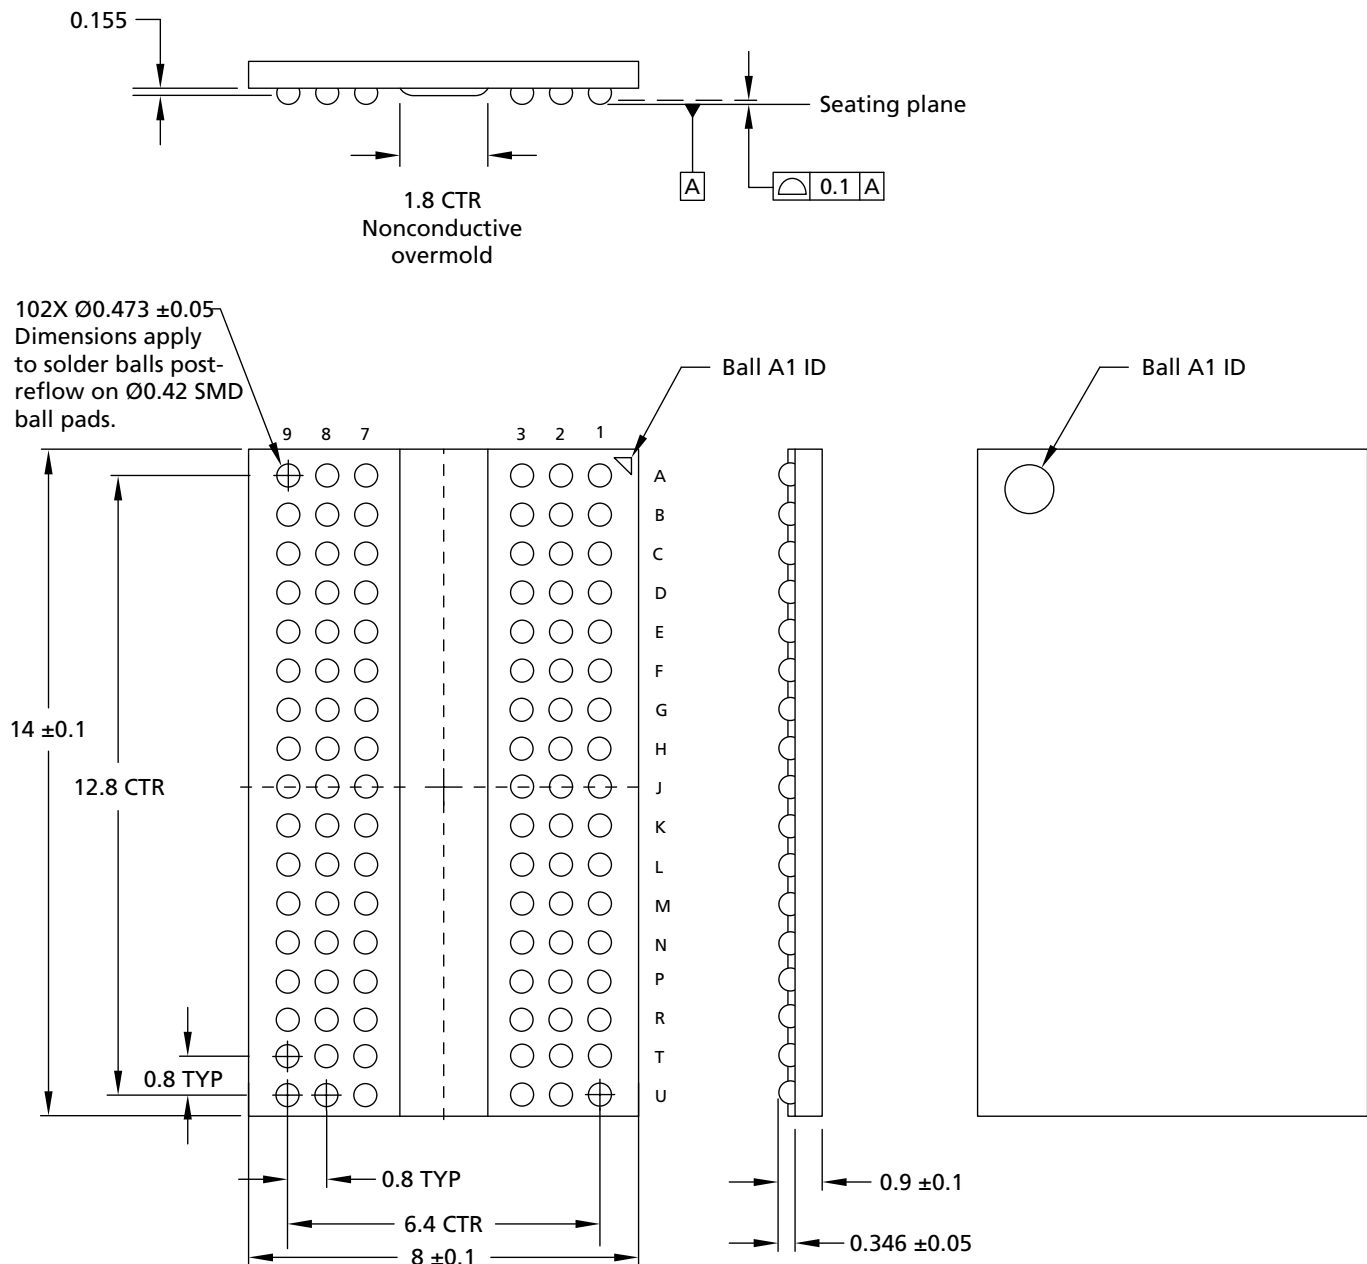 0.155
Seating plane
A
0.1 A
1.8 CTR
Nonconductive
overmold
102X Ø0.473 ±0.05
Dimensions apply
to solder balls post-
reflow on Ø0.42 SMD
ball pads.
Ball A1 ID
Ball A1 ID
9 8 7 3 2 1
A
B
C
D
E
F
G
14 ±0.1
H
12.8 CTR
J
K
L
M
N
P
R
T
0.8 TYP
U
0.8 TYP
0.9 ±0.1
6.4 CTR
0.346 ±0.05
8 ±0.1